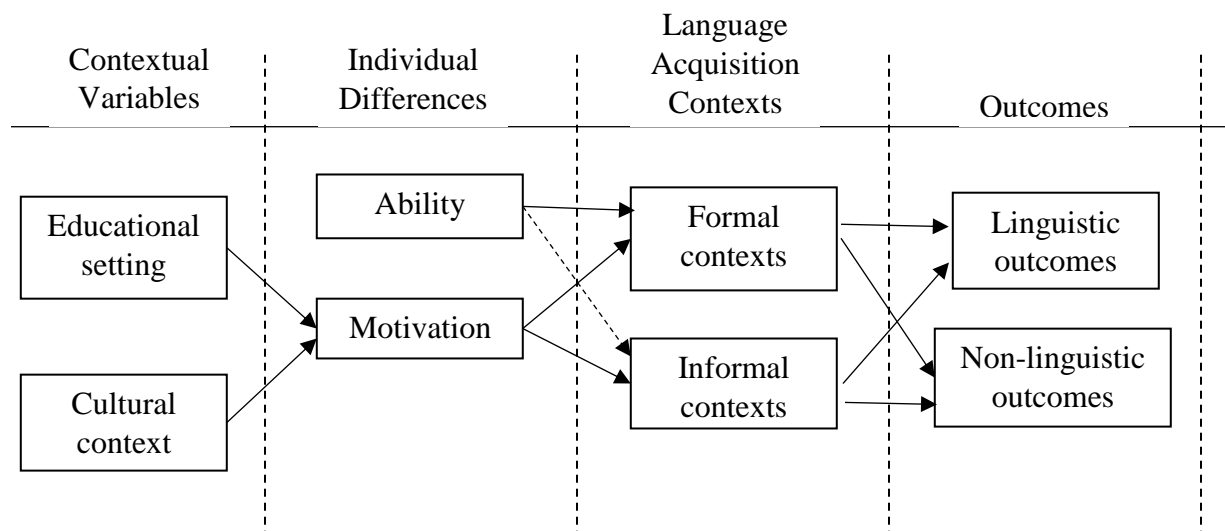 Contextual
Variables
Individual
Differences
Language
Acquisition
Contexts
Outcomes
Educational
setting
Cultural
context
Ability
Motivation
Formal
contexts
Informal
contexts
Linguistic
outcomes
Non-linguistic
outcomes